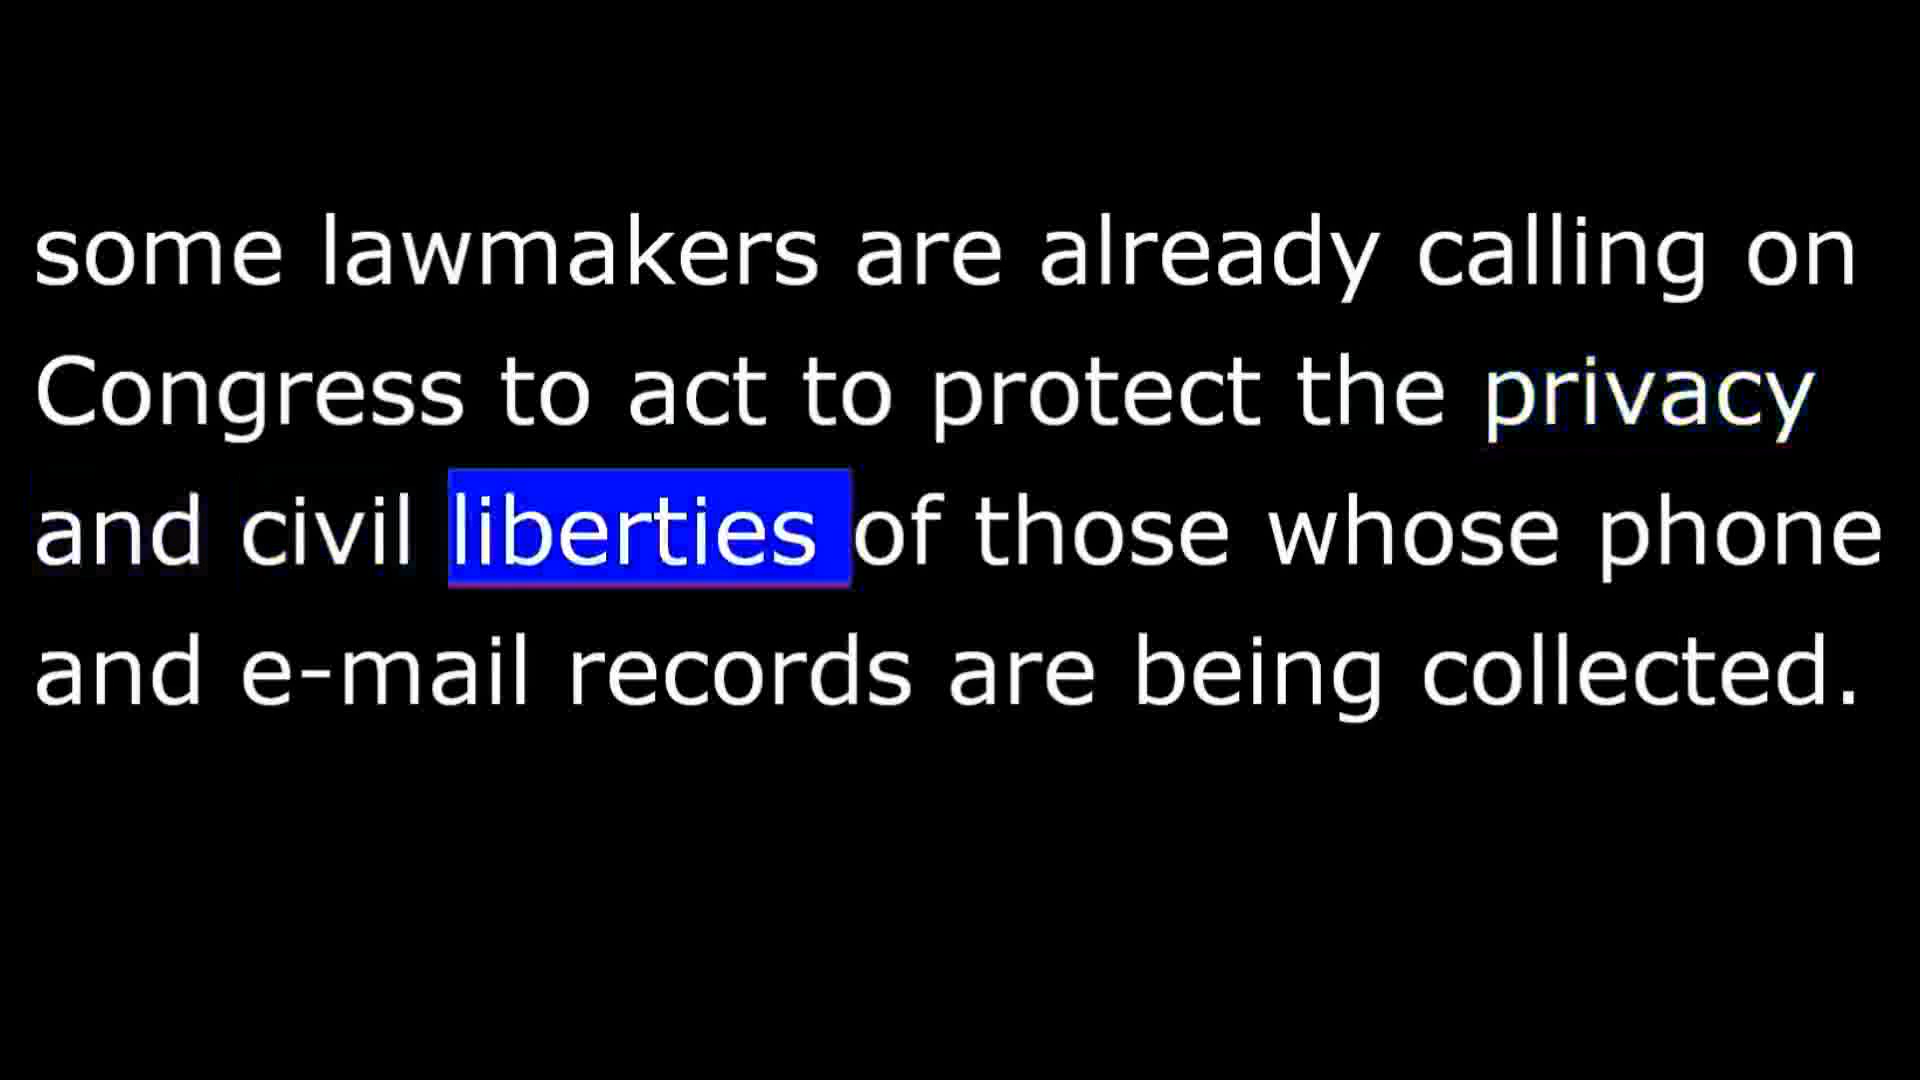 some lawmakers are already calling on
Congress to act to protect the privacy
and civil liberties of those whose phone
and e-mail records are being collected.